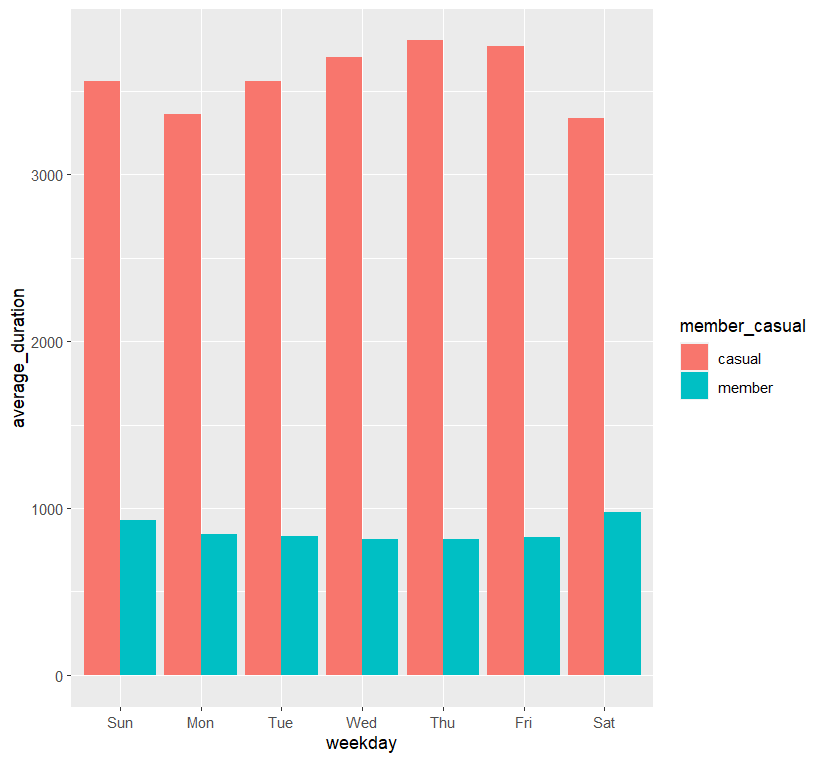 average_duration
3000
2000
1000
0
Sun Mon Tue Wed Thu Fri Sat
weekday
member_casual
casual
member